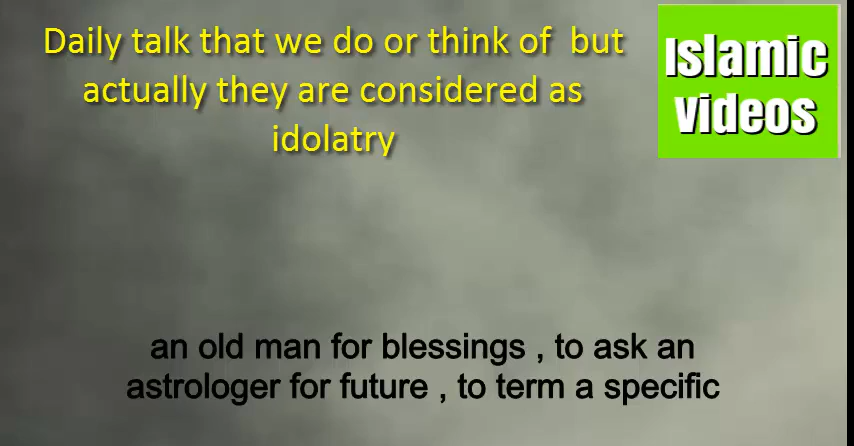 Daily talk that we do or think of but
actually they are considered as
idolatry
Islamic
Videos
an old man for blessings , to ask an
astrologer for future , to term a specific